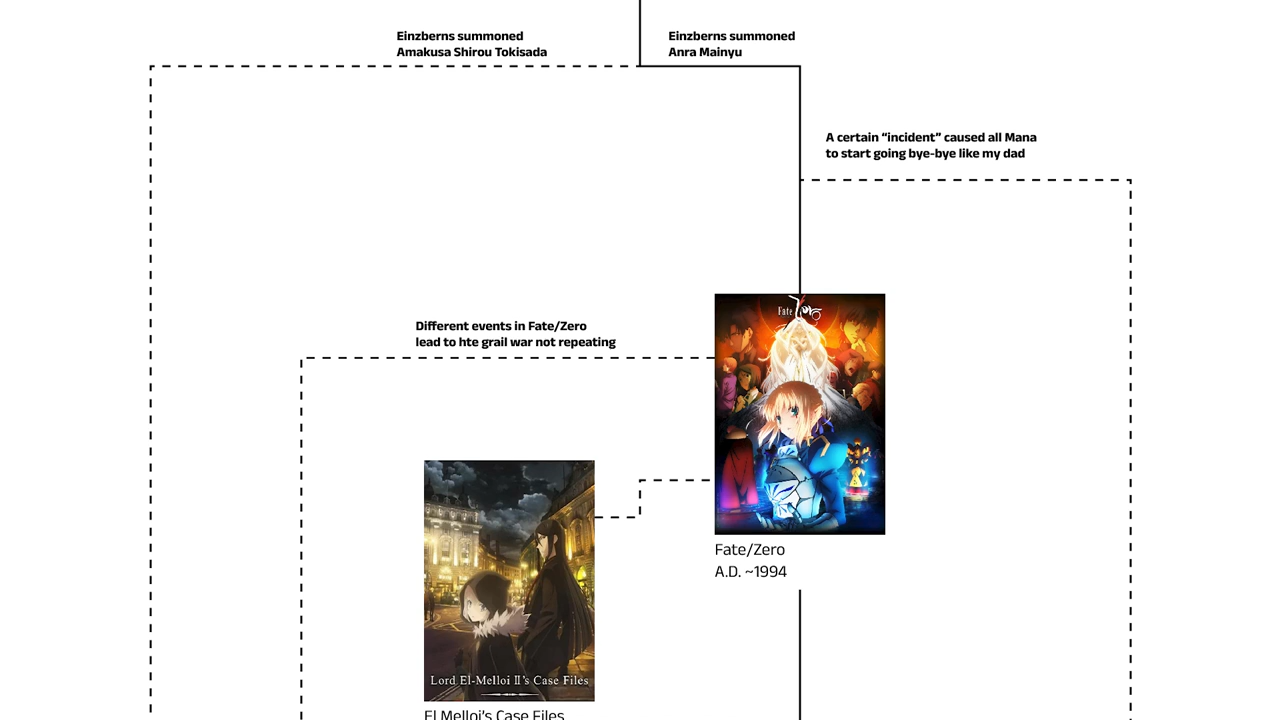 Einzberns summoned
Amakusa Shirou Tokisada
Einzberns summoned
Anra Mainyu
A certain “incident” caused all Mana
to start going bye-bye like my dad
Different events in Fate/Zero
lead to hte grail war not repeating
Fate Zero
Fate/Zero
A.D. ~1994
Lord El-Melloi II's Case Files
El Melloi’s Case Files